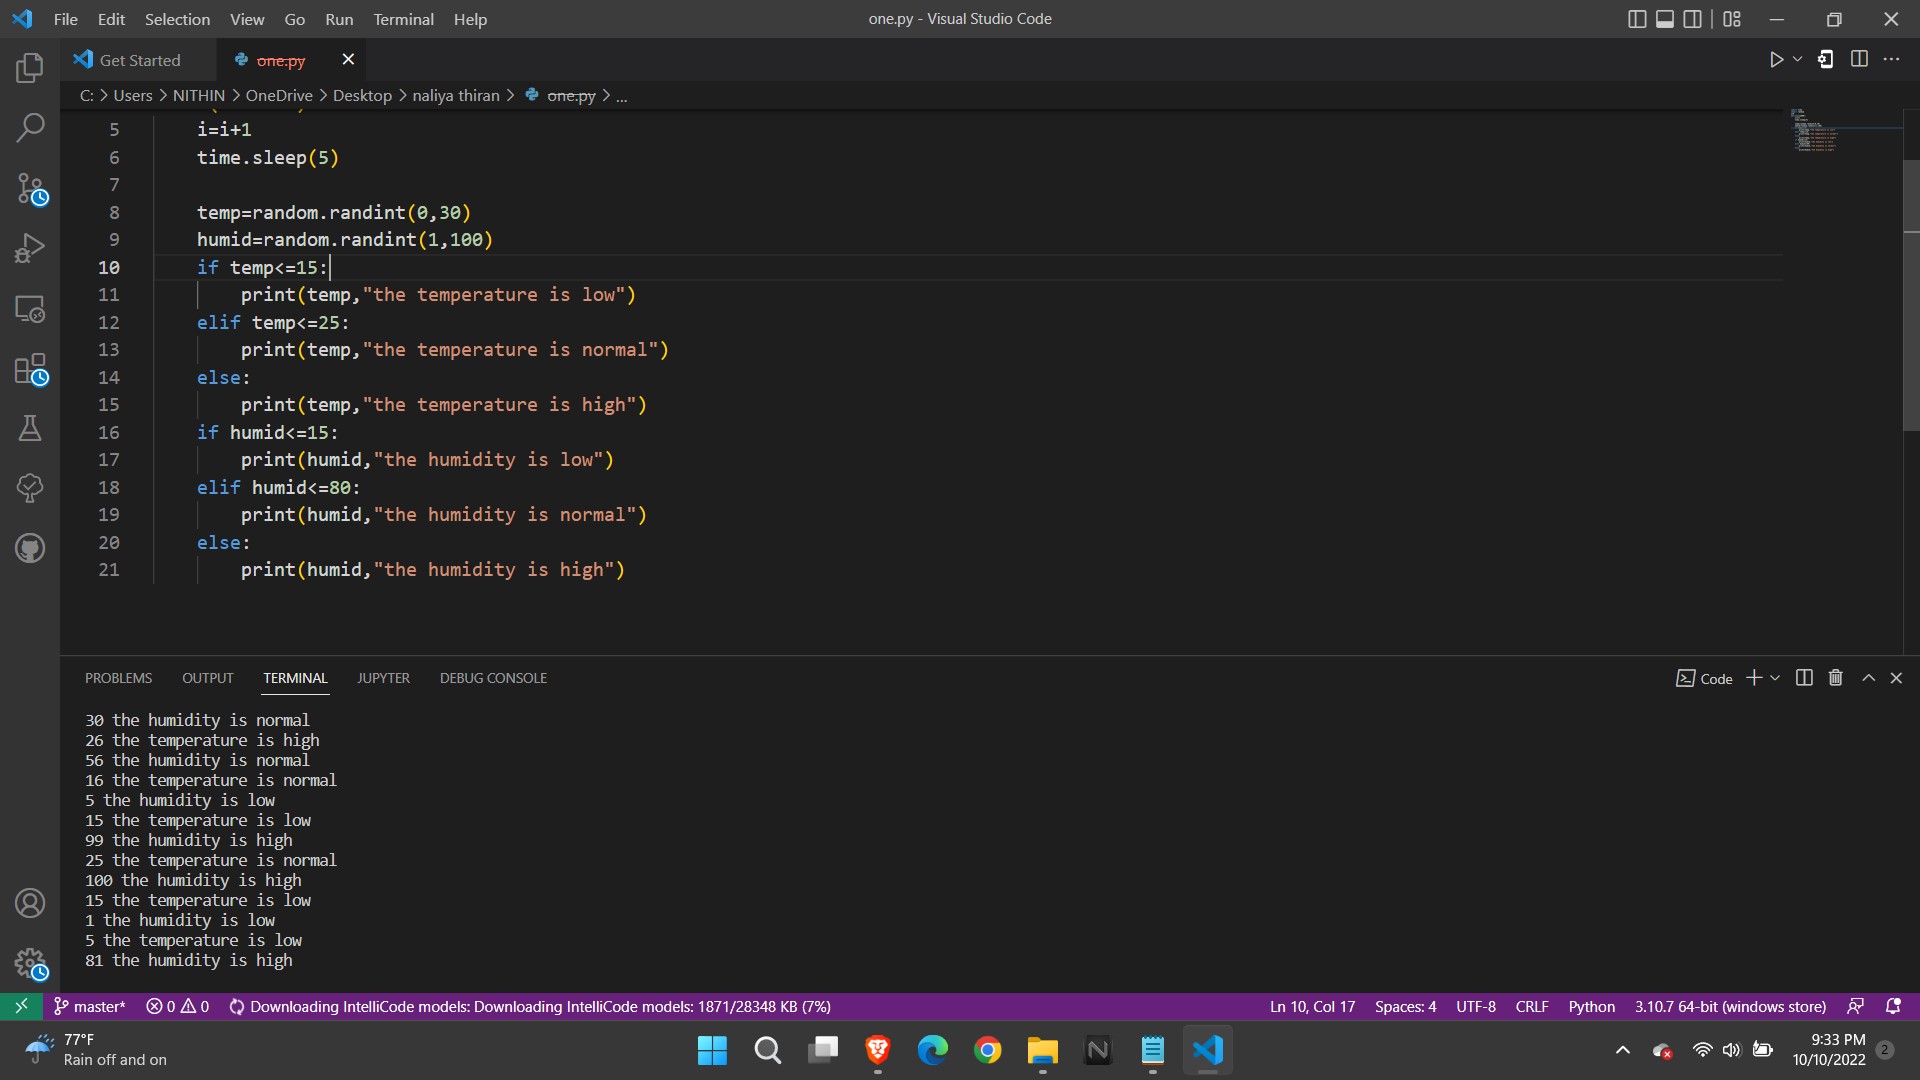 File Edit Selection View Go Run Terminal Help
one.py - Visual Studio Code
Get Started
one.py
C: > Users > NITHIN > OneDrive > Desktop > naliya thiran > one.py > ...
5 i=i+1
6 time.sleep(5)
7
8 temp=random.randint(0,30)
9 humid=random.randint(1,100)
10 if temp<=15:
11 print(temp,"the temperature is low")
12 elif temp<=25:
13 print(temp,"the temperature is normal")
14 else:
15 print(temp,"the temperature is high")
16 if humid<=15:
17 print(humid,"the humidity is low")
18 elif humid<=80:
19 print(humid,"the humidity is normal")
20 else:
21 print(humid,"the humidity is high")
PROBLEMS OUTPUT TERMINAL JUPYTER DEBUG CONSOLE
Code
30 the humidity is normal
26 the temperature is high
56 the humidity is normal
16 the temperature is normal
5 the humidity is low
15 the temperature is low
99 the humidity is high
25 the temperature is normal
100 the humidity is high
15 the temperature is low
1 the humidity is low
5 the temperature is low
81 the humidity is high
master* 0 0 Downloading IntelliCode models: Downloading IntelliCode models: 1871/28348 KB (7%)
Ln 10, Col 17 Spaces: 4 UTF-8 CRLF Python 3.10.7 64-bit (windows store)
77°F
Rain off and on
9:33 PM
10/10/2022
2